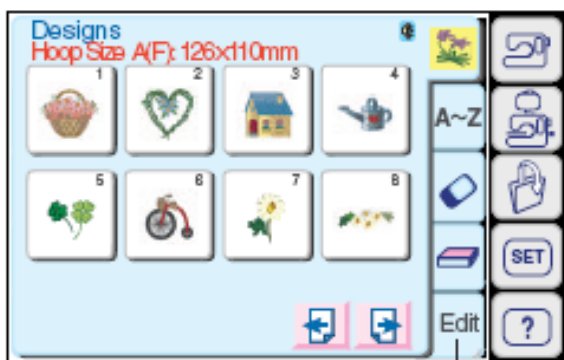 Designs
Hoop Size A(F): 126x110mm
1 2 3 4
A~Z
5 6 7 8
SET
Edit
?